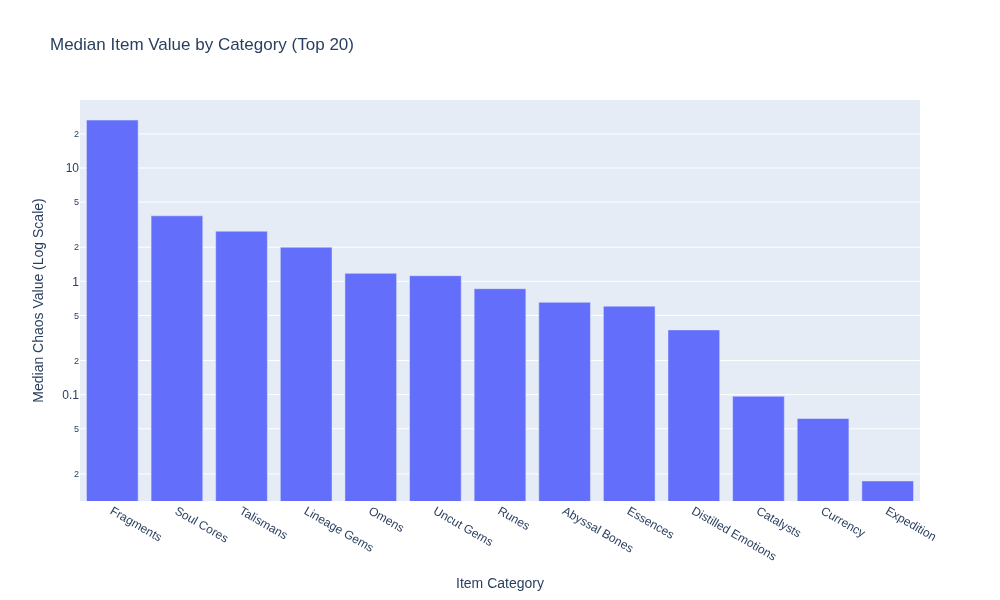 Median Item Value by Category (Top 20)
Median Chaos Value (Log Scale)
2
10
5
2
1
5
2
0.1
5
2
Fragments
Soul Cores
Talismans
Lineage Gems
Omens
Uncut Gems
Runes
Abyssal Bones
Essences
Distilled Emotions
Catalysts
Currency
Expedition
Item Category